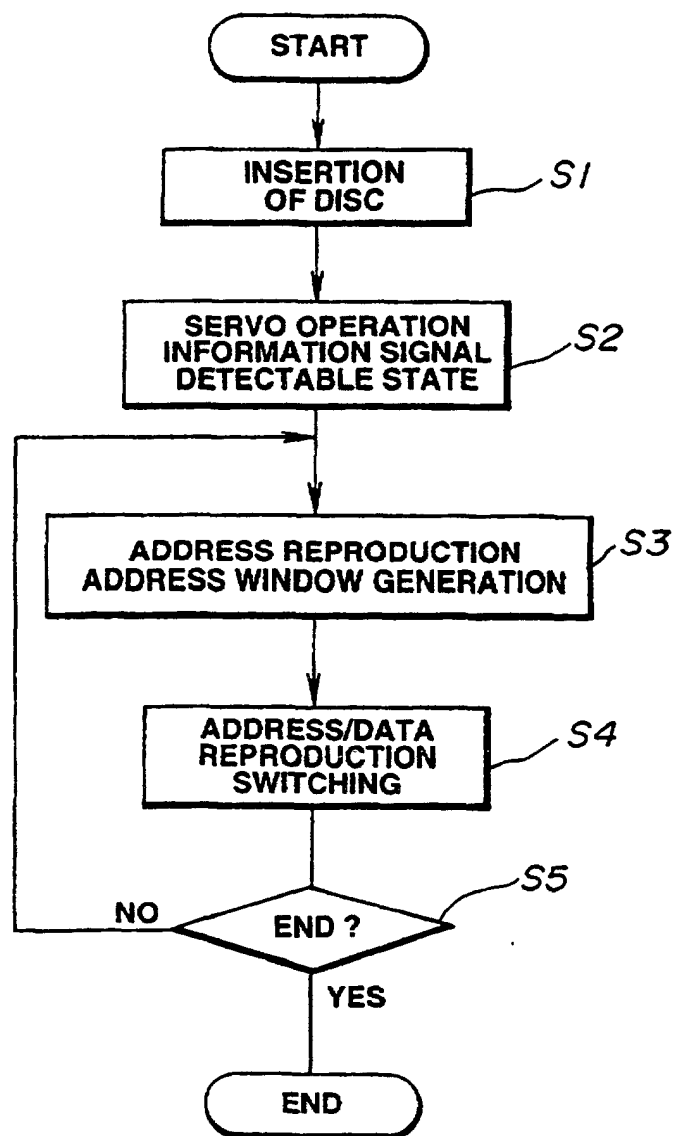 START
INSERTION
OF DISC
S1
SERVO OPERATION
INFORMATION SIGNAL
DETECTABLE STATE
S2
ADDRESS REPRODUCTION
ADDRESS WINDOW GENERATION
S3
ADDRESS/DATA
REPRODUCTION
SWITCHING
S4
S5
NO
END ?
YES
END